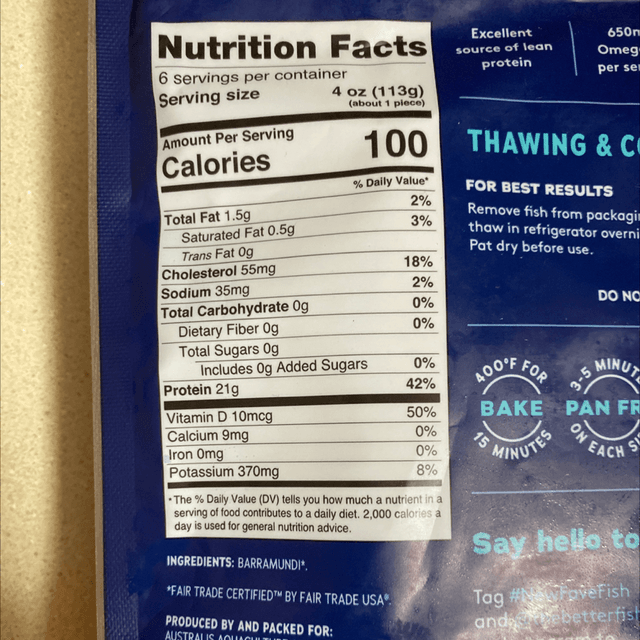 Nutrition Facts
6 servings per container
Serving size 4 oz (113g)
(about 1 piece)
Amount Per Serving
Calories 100
% Daily Value*
Total Fat 1.5g 2%
Saturated Fat 0.5g 3%
Trans Fat 0g
Cholesterol 55mg 18%
Sodium 35mg 2%
Total Carbohydrate 0g 0%
Dietary Fiber 0g 0%
Total Sugars 0g
Includes 0g Added Sugars 0%
Protein 21g 42%
Vitamin D 10mcg 50%
Calcium 9mg 0%
Iron 0mg 0%
Potassium 370mg 8%
*The % Daily Value (DV) tells you how much a nutrient in a
serving of food contributes to a daily diet. 2,000 calories a
day is used for general nutrition advice.
INGREDIENTS: BARRAMUNDI*.
*FAIR TRADE CERTIFIED™ BY FAIR TRADE USA®.
PRODUCED BY AND PACKED FOR:
Excellent
source of lean
protein
Omeg
per se
THAWING & C
FOR BEST RESULTS
Remove fish from packagi
thaw in refrigerator overni
Pat dry before use.
DO NO
400°F FOR
BAKE
15 MINUTES
3-5 MINUT
PAN FR
ON EACH S
Say hello to
Tag
and